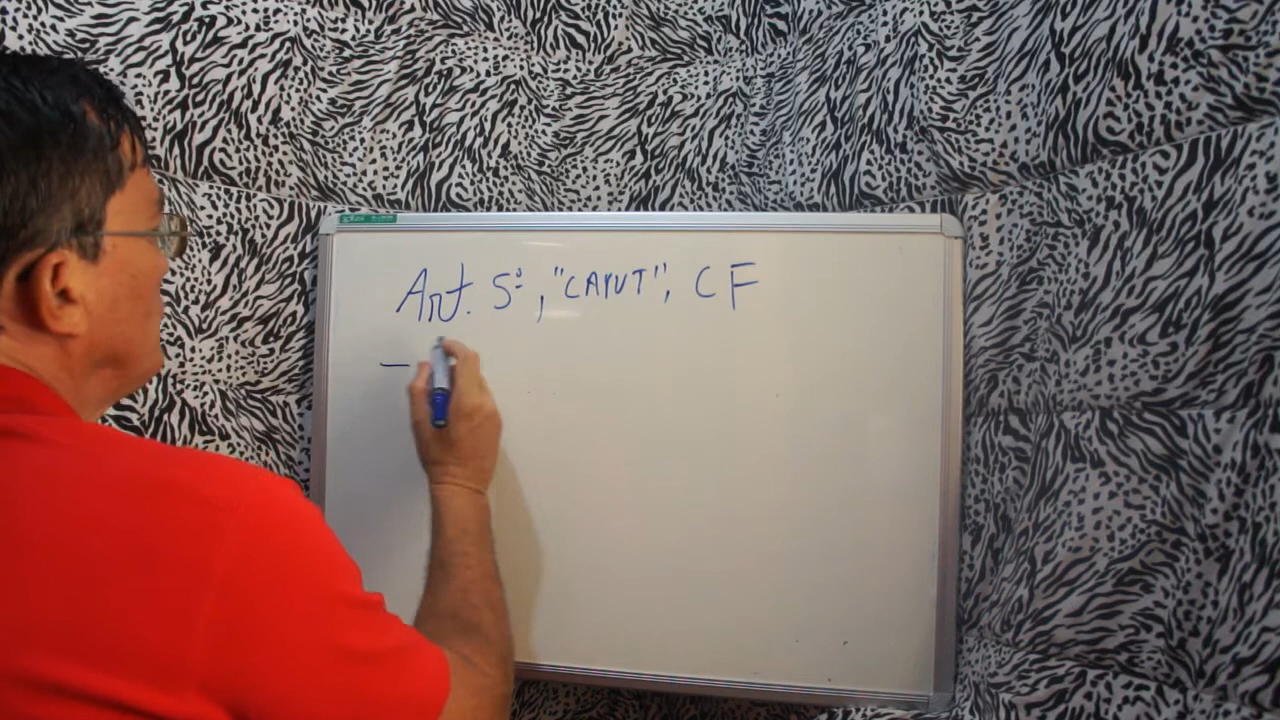 Art. 5º, "CAPUT", CF
—